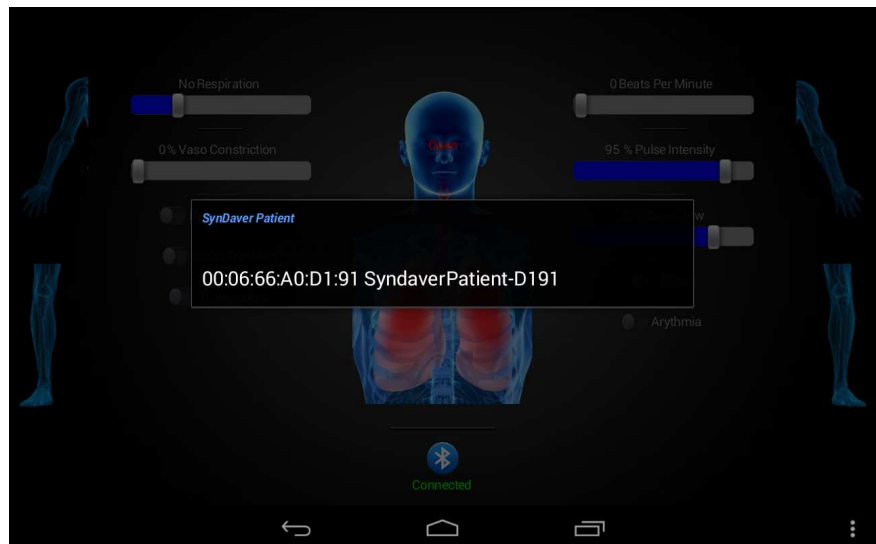 No Respiration
0 Beats Per Minute
0% Vaso Constriction
95 % Pulse Intensity
SynDaver Patient
00:06:66:A0:D1:91 SyndaverPatient-D191
Arythmia
Connected